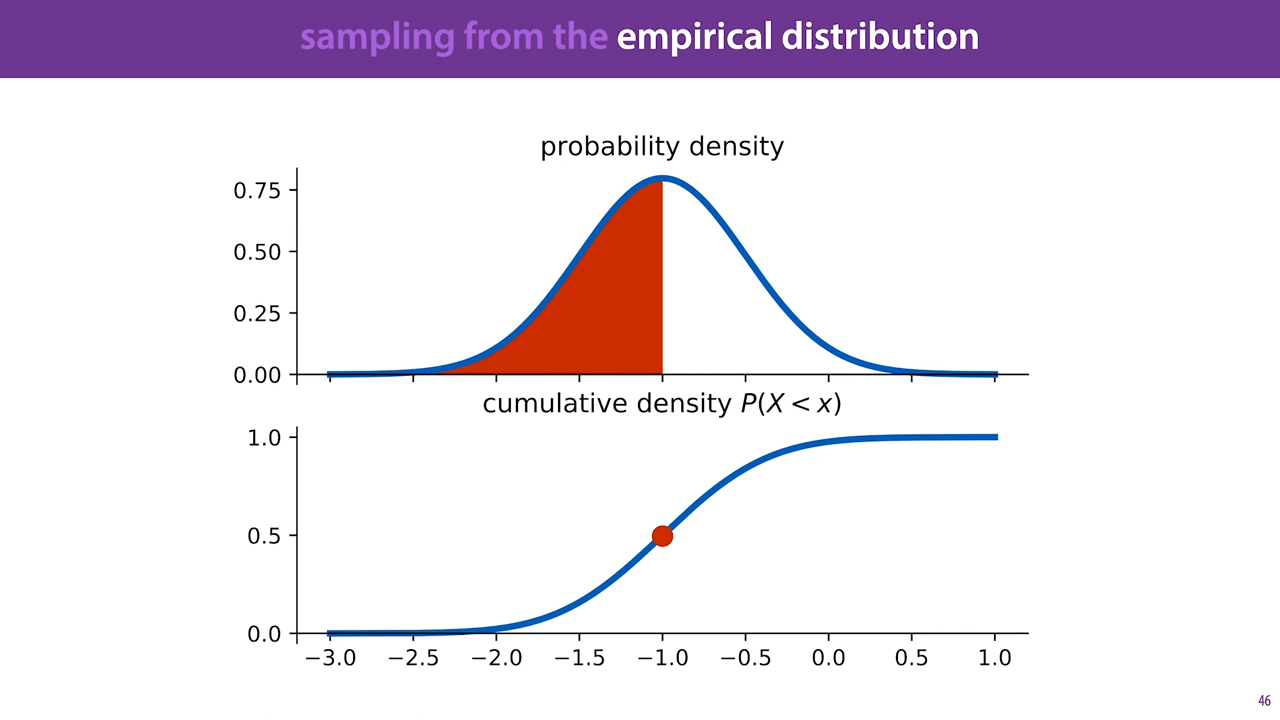 sampling from the empirical distribution
probability density
0.75
0.50
0.25
0.00
cumulative density P(X < x)
1.0
0.5
0.0
−3.0 −2.5 −2.0 −1.5 −1.0 −0.5 0.0 0.5 1.0
46